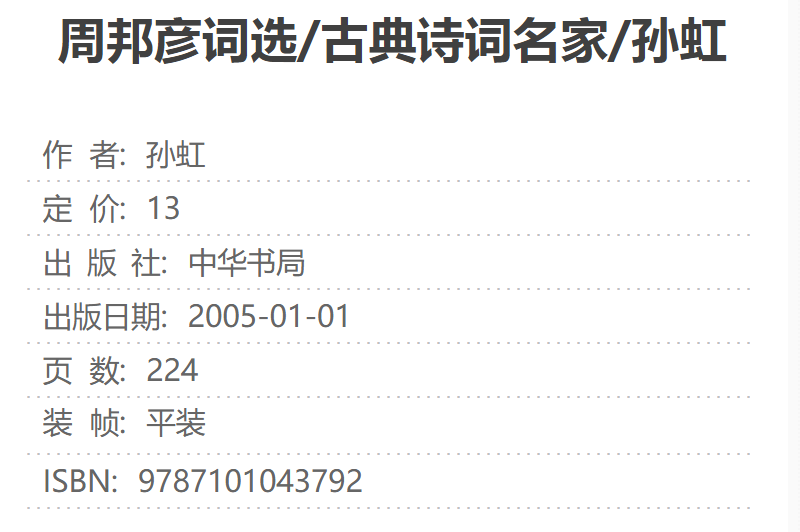 周邦彦词选/古典诗词名家/孙虹
作 者: 孙虹
定 价: 13
出 版 社: 中华书局
出版日期: 2005-01-01
页 数: 224
装 帧: 平装
ISBN: 9787101043792